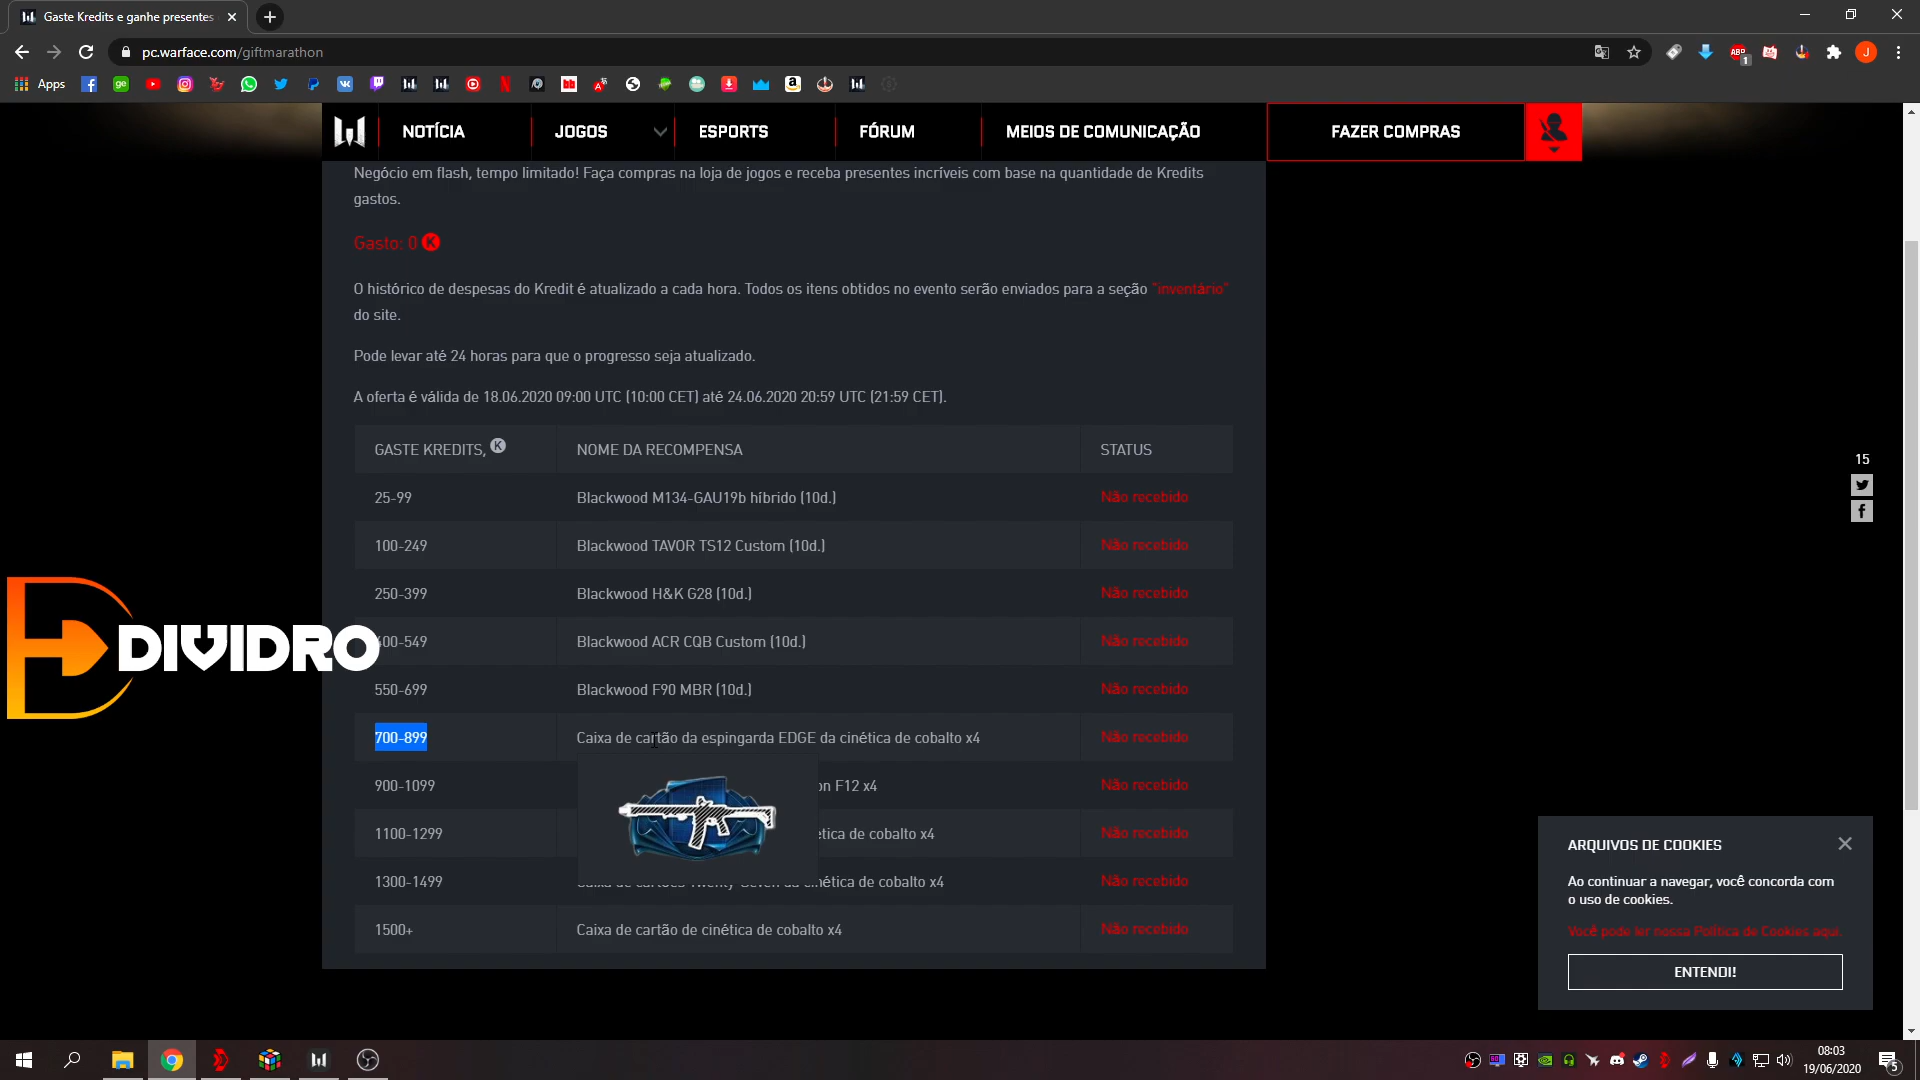 Gaste Kredits e ganhe presentes
pc.warface.com/giftmarathon
Apps
NOTÍCIA
JOGOS
ESPORTS
FÓRUM
MEIOS DE COMUNICAÇÃO
FAZER COMPRAS
Negócio em flash, tempo limitado! Faça compras na loja de jogos e receba presentes incríveis com base na quantidade de Kredits
gastos.
Gasto: 0 K
O histórico de despesas do Kredit é atualizado a cada hora. Todos os itens obtidos no evento serão enviados para a seção "inventário"
do site.
Pode levar até 24 horas para que o progresso seja atualizado.
A oferta é válida de 18.06.2020 09:00 UTC (10:00 CET) até 24.06.2020 20:59 UTC (21:59 CET).
GASTE KREDITS, K NOME DA RECOMPENSA STATUS
25-99 Blackwood M134-GAU19b híbrido (10d.) Não recebido
100-249 Blackwood TAVOR TS12 Custom (10d.) Não recebido
250-399 Blackwood H&K G28 (10d.) Não recebido
00-549 Blackwood ACR CQB Custom (10d.) Não recebido
550-699 Blackwood F90 MBR (10d.) Não recebido
700-899 Caixa de cartão da espingarda EDGE da cinética de cobalto x4 Não recebido
900-1099 on F12 x4 Não recebido
1100-1299 ética de cobalto x4 Não recebido
1300-1499 Caixa de cartões Twenty-Seven da cinética de cobalto x4 Não recebido
1500+ Caixa de cartão de cinética de cobalto x4 Não recebido
DIVIDRO
15
ARQUIVOS DE COOKIES
Ao continuar a navegar, você concorda com
o uso de cookies.
Você pode ler nossa Política de Cookies aqui.
ENTENDI!
08:03
19/06/2020
5